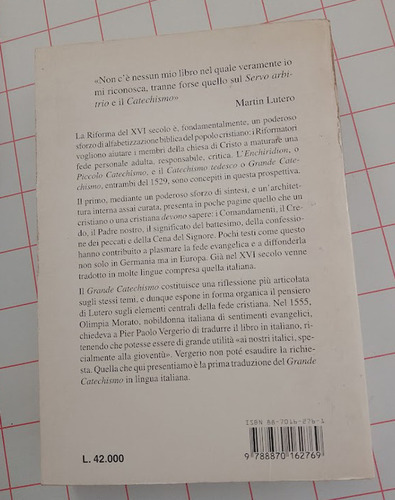 «Non c'è nessun mio libro nel quale veramente io
mi riconosca, tranne forse quello sul Servo arbi-
trio e il Catechismo»
Martin Lutero
La Riforma del XVI secolo è, fondamentalmente, un poderoso
sforzo di alfabetizzazione biblica del popolo cristiano: i Riformatori
vogliono aiutare i membri della chiesa di Cristo a maturare una
fede personale adulta, responsabile, critica. L'Enchiridion, o
Piccolo Catechismo, e il Catechismo tedesco o Grande Cate-
chismo, entrambi del 1529, sono concepiti in questa prospettiva.
Il primo, mediante un poderoso sforzo di sintesi, e un'architet-
tura interna assai curata, presenta in poche pagine quello che un
cristiano o una cristiana devono sapere: i Comandamenti, il Cre-
do, il Padre nostro, il significato del battesimo, della confessio-
ne dei peccati e della Cena del Signore. Pochi testi come questo
hanno contribuito a plasmare la fede evangelica e a diffonderla
non solo in Germania ma in Europa. Già nel XVI secolo venne
tradotto in molte lingue compresa quella italiana.
Il Grande Catechismo costituisce una riflessione più articolata
sugli stessi temi, e dunque espone in forma organica il pensiero
di Lutero sugli elementi centrali della fede cristiana. Nel 1555,
Olimpia Morato, nobildonna italiana di sentimenti evangelici,
chiedeva a Pier Paolo Vergerio di tradurre il libro in italiano, ri-
tenendo che potesse essere di grande utilità «ai nostri italici, spe-
cialmente alla gioventù». Vergerio non poté esaudire la richie-
sta. Quella che qui presentiamo è la prima traduzione del Grande
Catechismo in lingua italiana.
ISBN 88-7016-276-1
L. 42.000
9 788870 162769